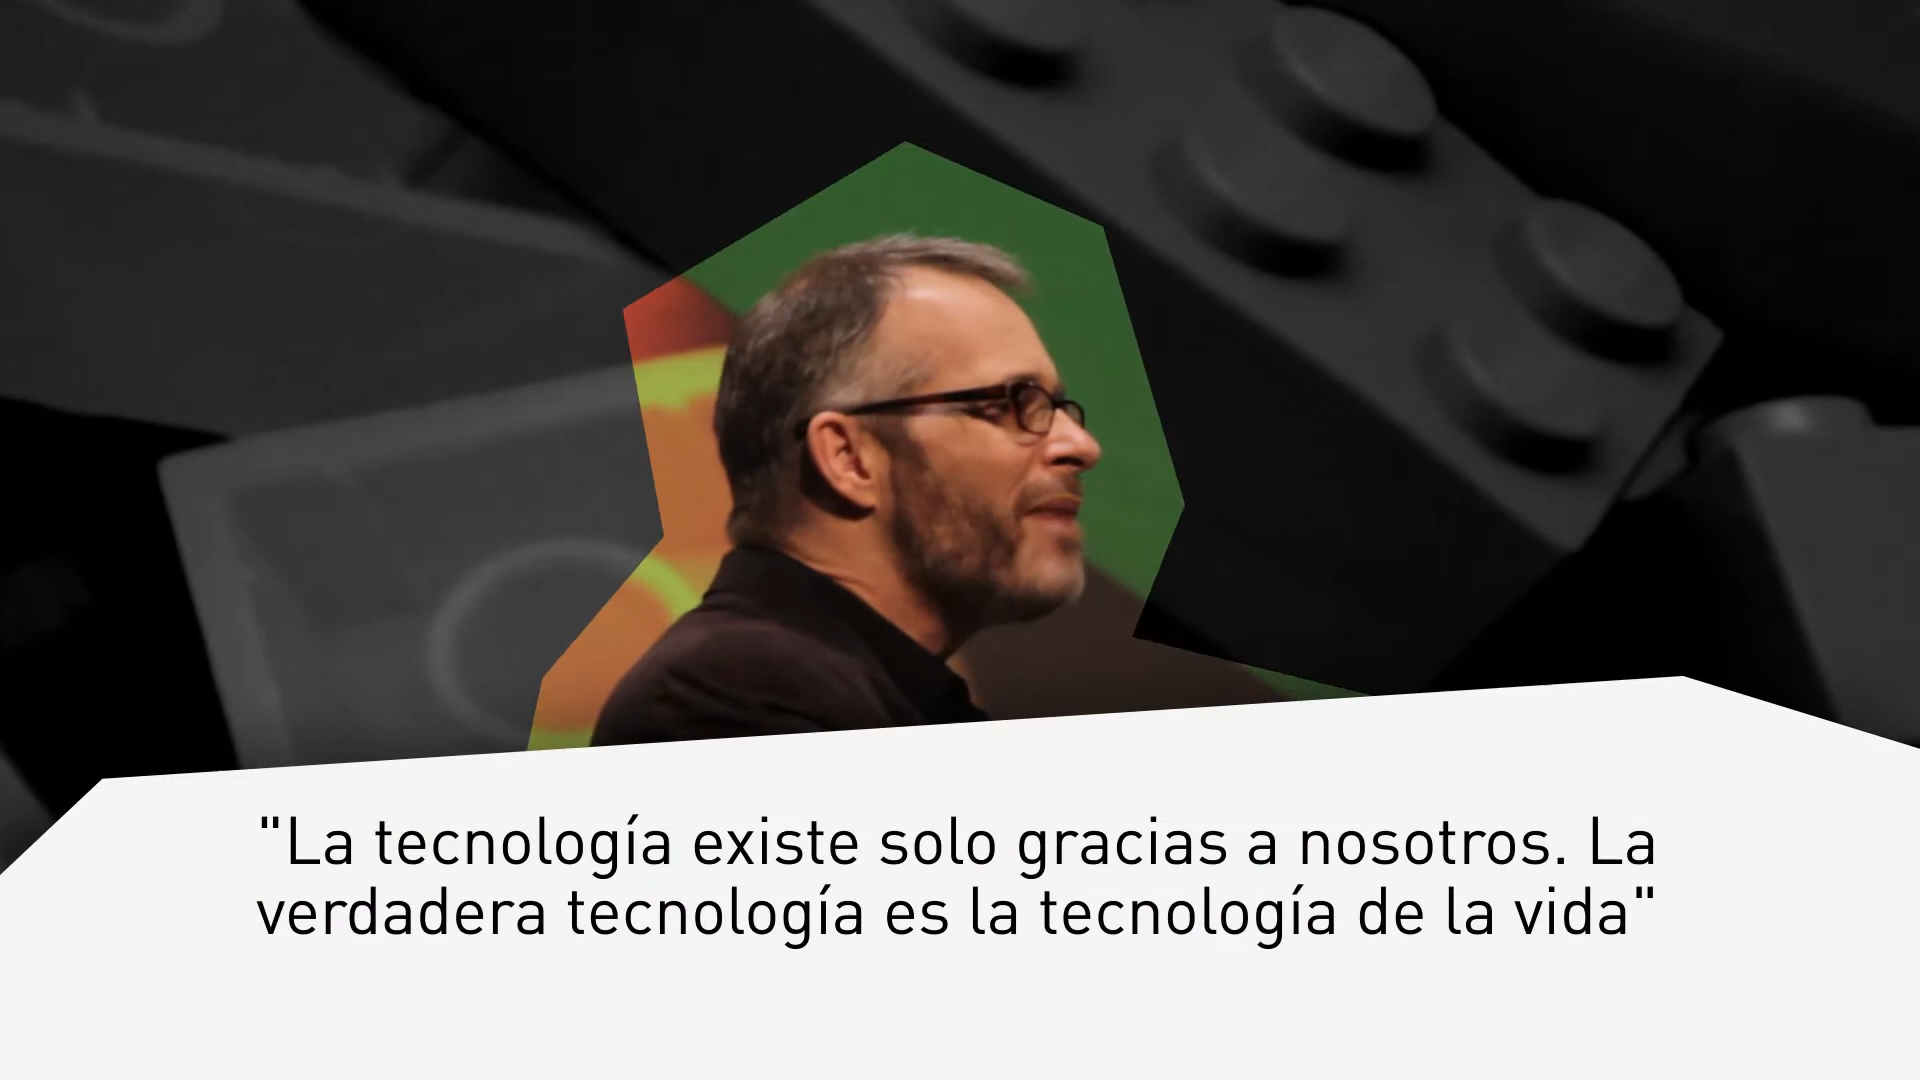 "La tecnología existe solo gracias a nosotros. La
verdadera tecnología es la tecnología de la vida"